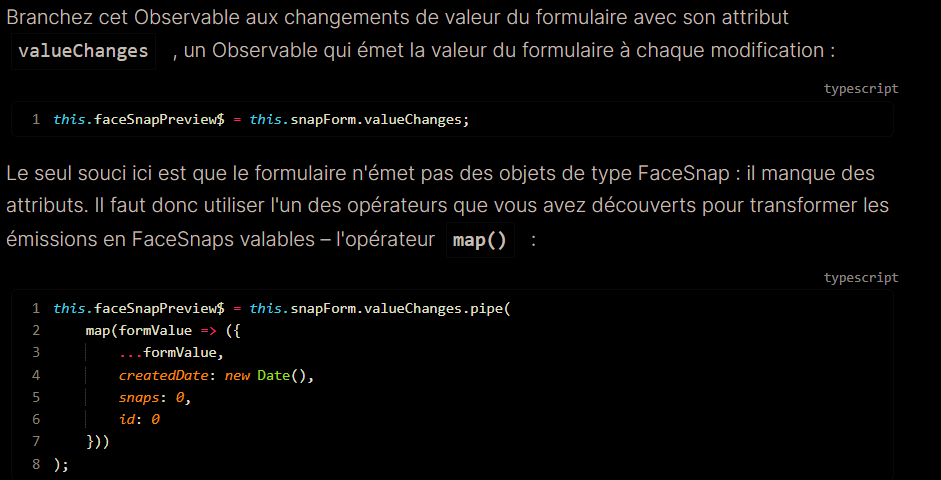 Branchez cet Observable aux changements de valeur du formulaire avec son attribut
valueChanges , un Observable qui émet la valeur du formulaire à chaque modification :
typescript
1 this.faceSnapPreview$ = this.snapForm.valueChanges;
Le seul souci ici est que le formulaire n'émet pas des objets de type FaceSnap : il manque des
attributs. Il faut donc utiliser l'un des opérateurs que vous avez découverts pour transformer les
émissions en FaceSnaps valables – l'opérateur map() :
typescript
1 this.faceSnapPreview$ = this.snapForm.valueChanges.pipe(
2     map(formValue => ({
3         ...formValue,
4         createdDate: new Date(),
5         snaps: 0,
6         id: 0
7     }))
8 );